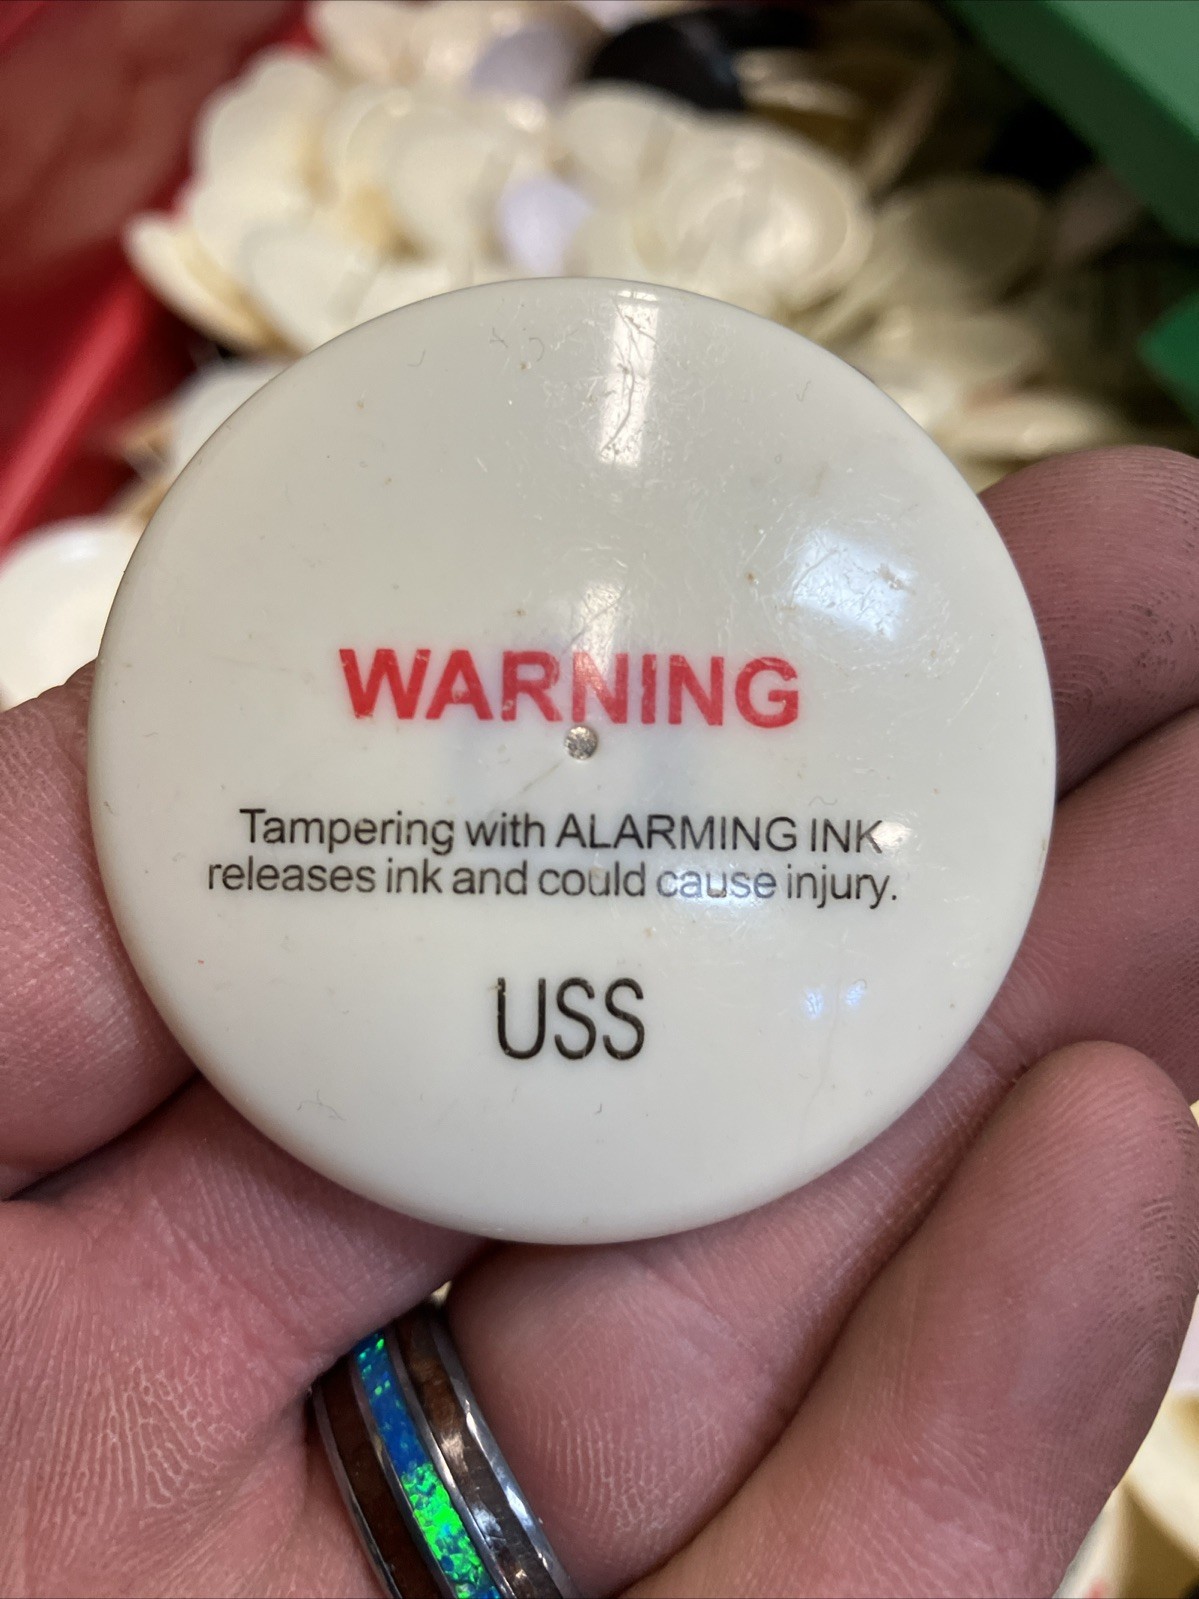 WARNING
Tampering with ALARMING INK
releases ink and could cause injury.
USS